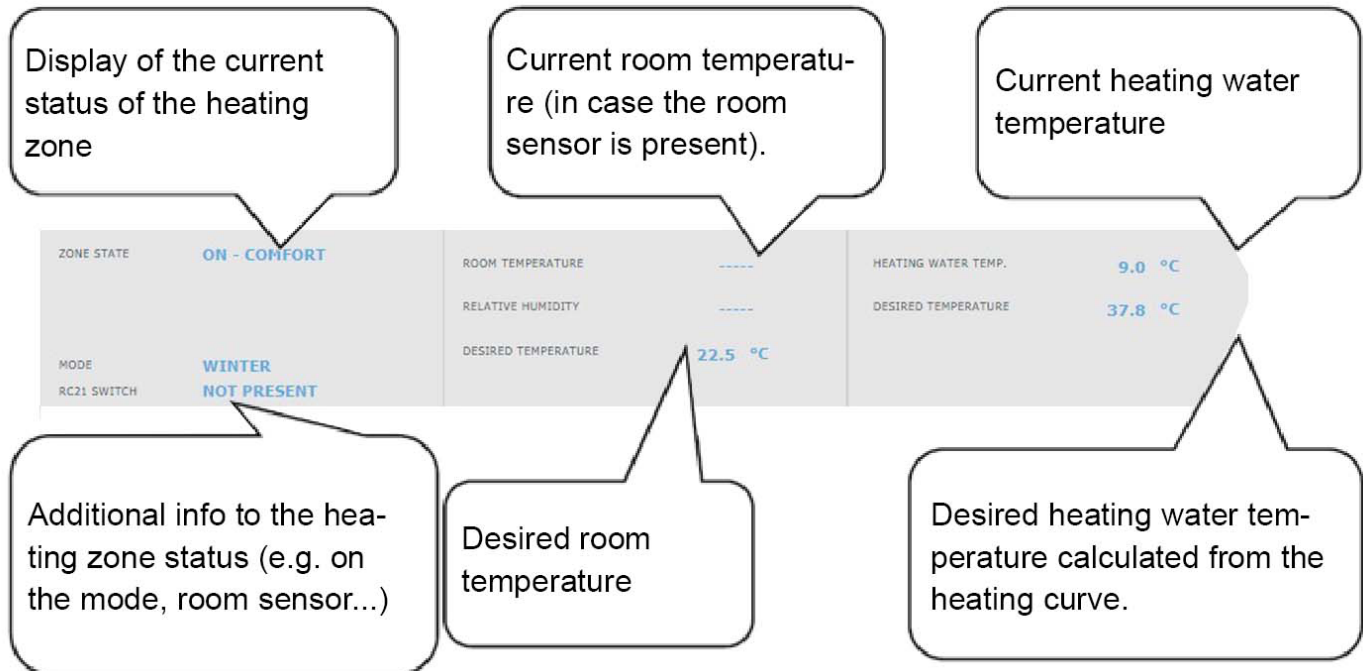 Display of the current
status of the heating
zone
Current room temperatu-
re (in case the room
sensor is present).
Current heating water
temperature
ZONE STATE ON - COMFORT
MODE WINTER
RC21 SWITCH NOT PRESENT
ROOM TEMPERATURE -----
RELATIVE HUMIDITY -----
DESIRED TEMPERATURE 22.5 °C
HEATING WATER TEMP. 9.0 °C
DESIRED TEMPERATURE 37.8 °C
Additional info to the hea-
ting zone status (e.g. on
the mode, room sensor...)
Desired room
temperature
Desired heating water tem-
perature calculated from the
heating curve.